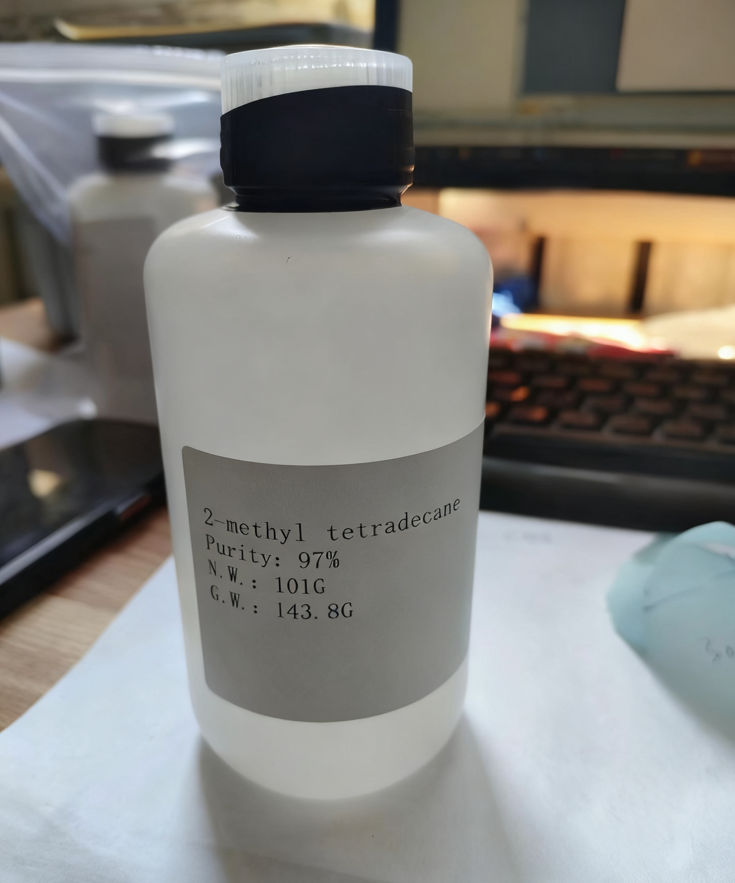 2-methyl tetradecane
Purity: 97%
N.W.: 101G
G.W.: 143.8G